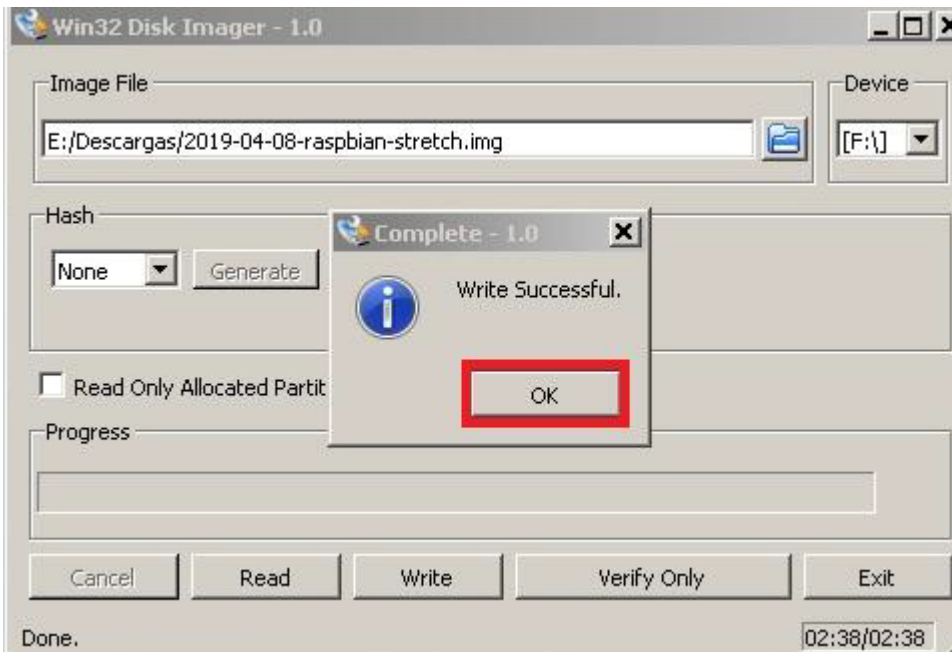 Win32 Disk Imager - 1.0
Image File
Device
E:/Descargas/2019-04-08-raspbian-stretch.img
[F:\]
Hash
None
Generate
Complete - 1.0
Write Successful.
OK
Read Only Allocated Partit
Progress
Cancel Read Write Verify Only Exit
Done. 02:38/02:38